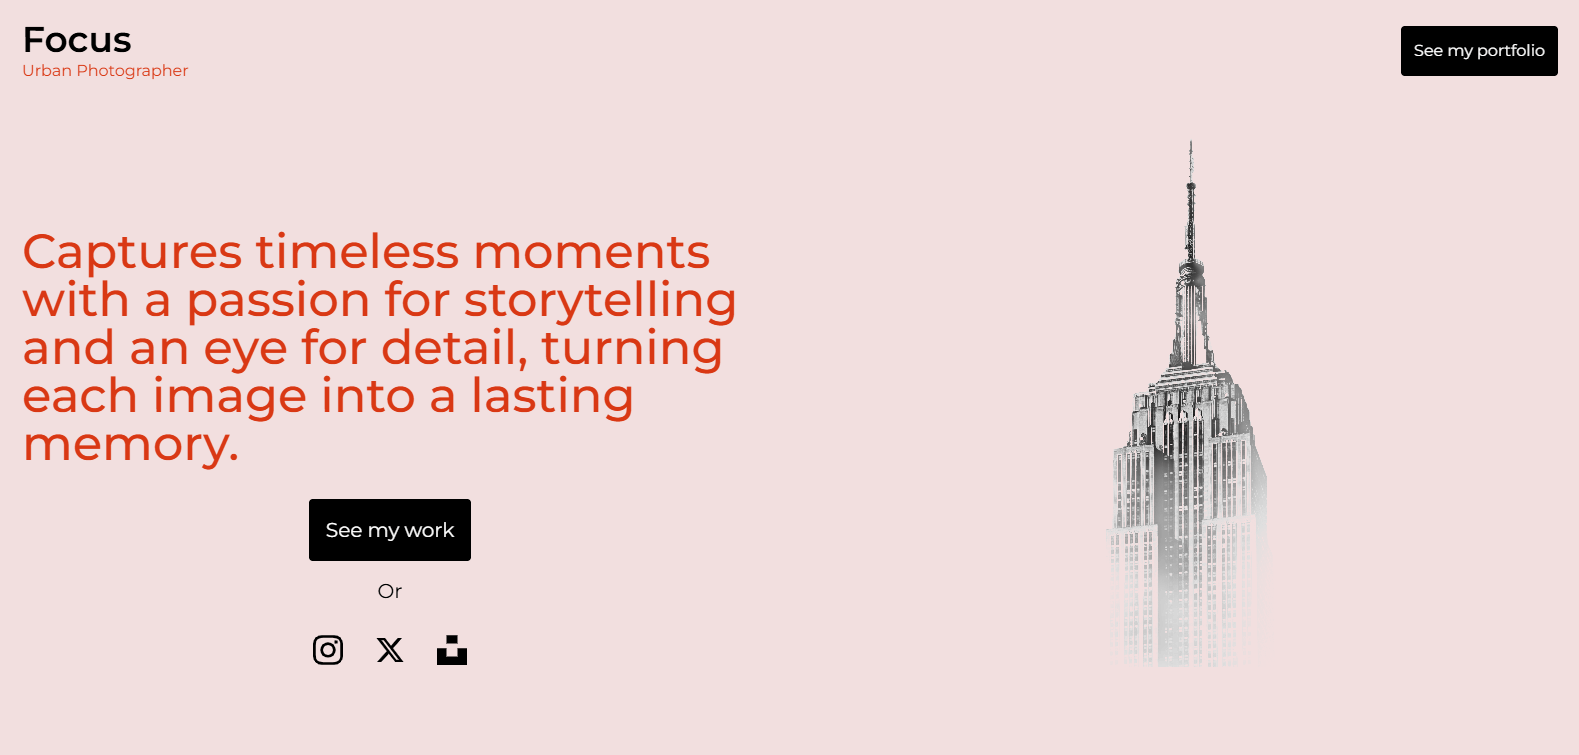 Focus
Urban Photographer
See my portfolio
Captures timeless moments
with a passion for storytelling
and an eye for detail, turning
each image into a lasting
memory.
See my work
Or